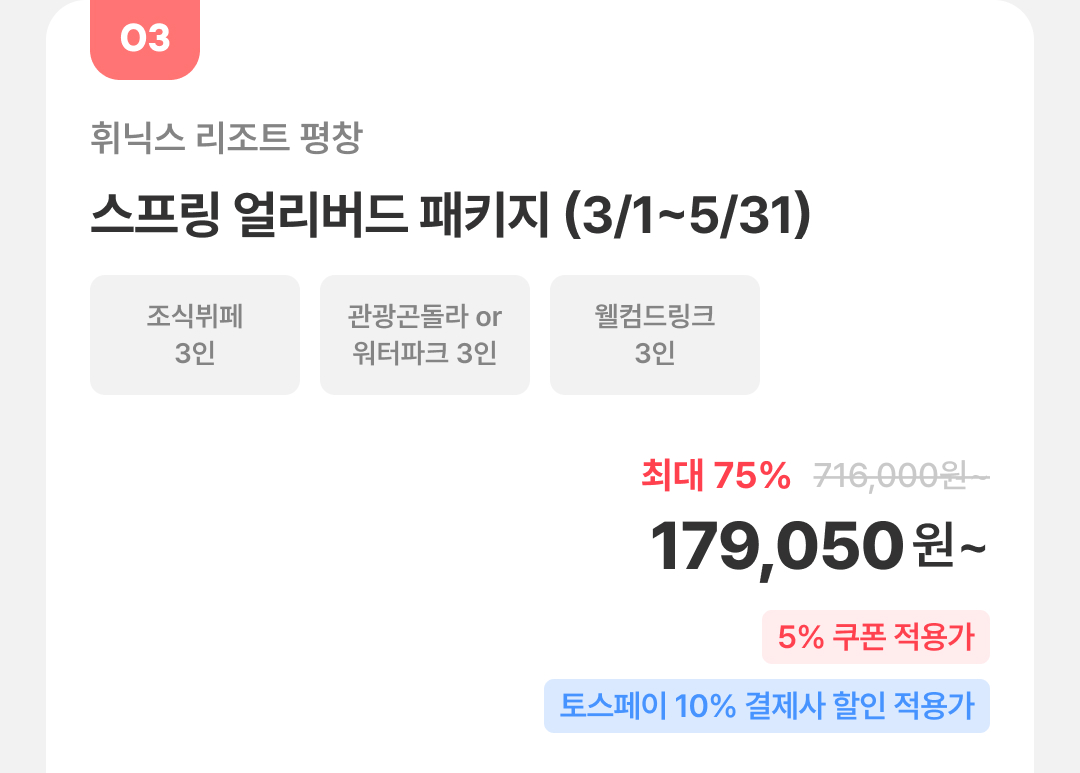 03
휘닉스 리조트 평창
스프링 얼리버드 패키지 (3/1~5/31)
조식뷔페
3인
관광곤돌라 or
워터파크 3인
웰컴드링크
3인
최대 75% 716,000원~
179,050원~
5% 쿠폰 적용가
토스페이 10% 결제사 할인 적용가